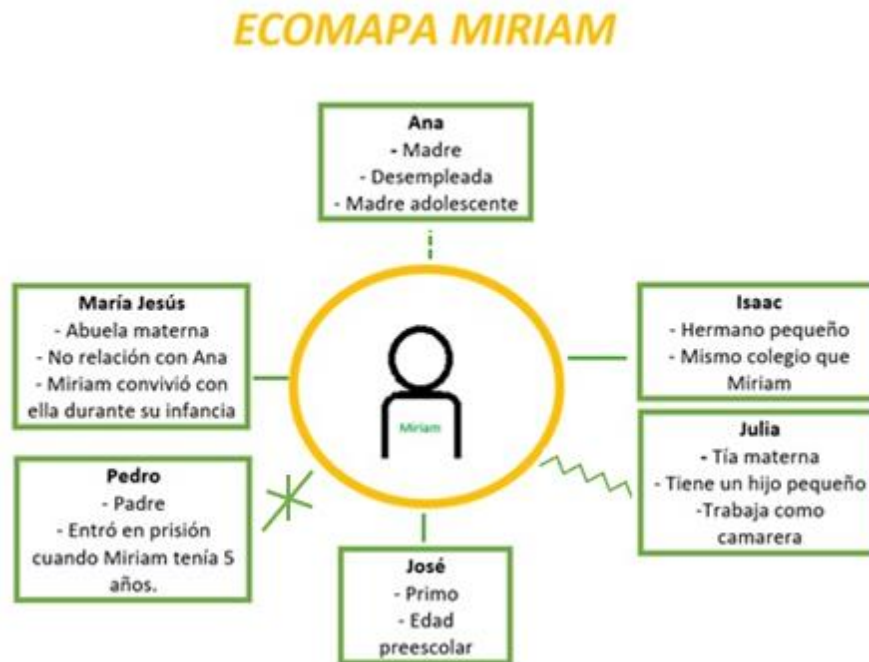 ECOMAPA MIRIAM
Ana
- Madre
- Desempleada
- Madre adolescente
María Jesús
- Abuela materna
- No relación con Ana
- Miriam convivió con
ella durante su infancia
Isaac
- Hermano pequeño
- Mismo colegio que
Miriam
Miriam
Julia
- Tía materna
- Tiene un hijo pequeño
-Trabaja como
camarera
Pedro
- Padre
- Entró en prisión
cuando Miriam tenía 5
años.
José
- Primo
- Edad
preescolar